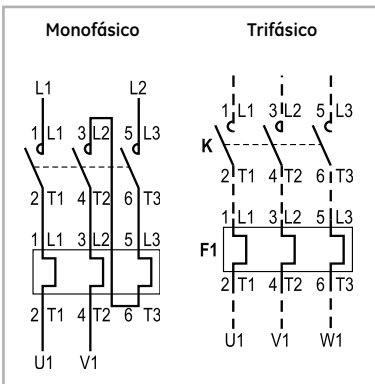 Monofásico Trifásico
L1 L2
1 L1 3 L2 5 L3 1 L1 3 L2 5 L3
K
2 T1 4 T2 6 T3 2 T1 4 T2 6 T3
1 L1 3 L2 5 L3 1 L1 3 L2 5 L3
F1
2 T1 4 T2 6 T3 2 T1 4 T2 6 T3
U1 V1 U1 V1 W1